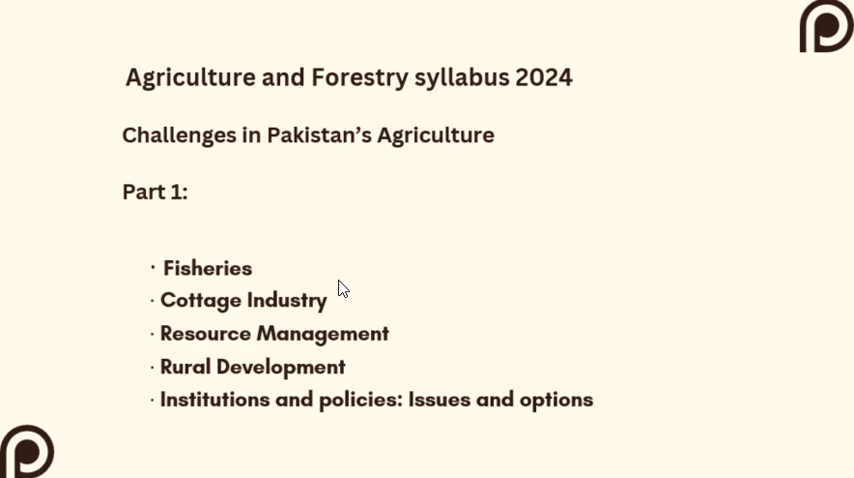 Agriculture and Forestry syllabus 2024
Challenges in Pakistan’s Agriculture
Part 1:
· Fisheries
· Cottage Industry
· Resource Management
· Rural Development
· Institutions and policies: Issues and options